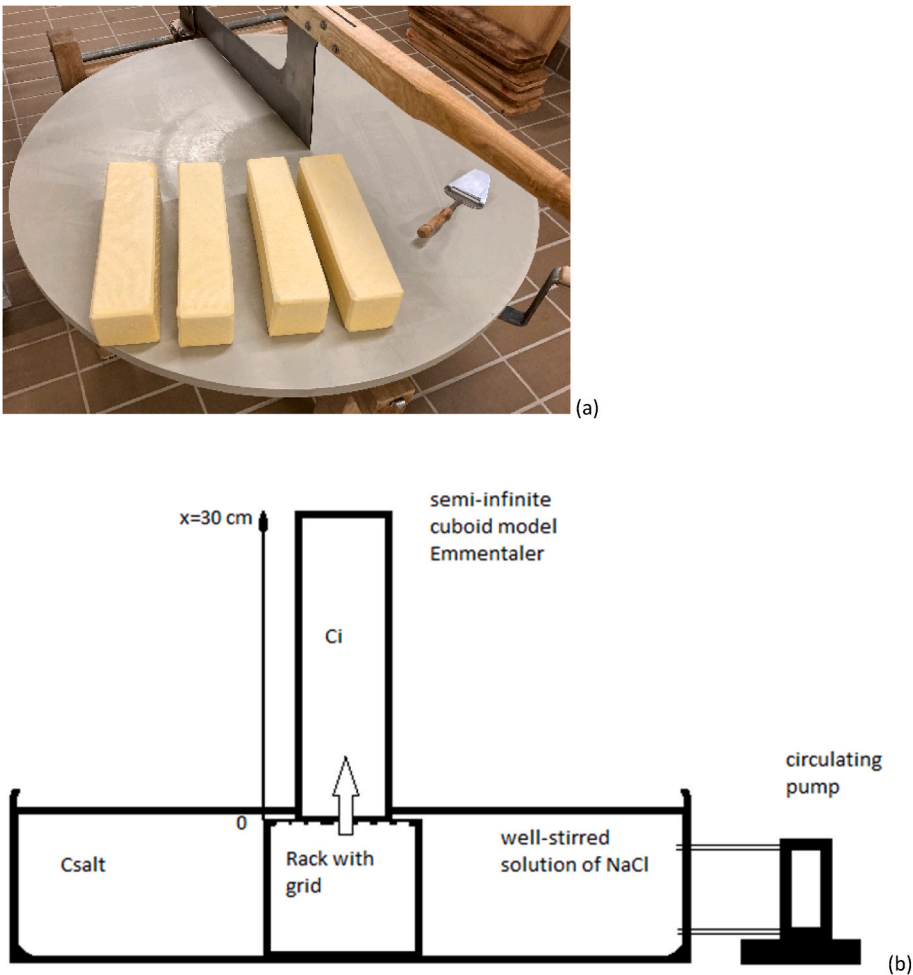 (a)
semi-infinite
cuboid model
Emmentaler
x=30 cm
Ci
circulating
pump
0
well-stirred
solution of NaCl
Rack with
grid
Csalt
(b)